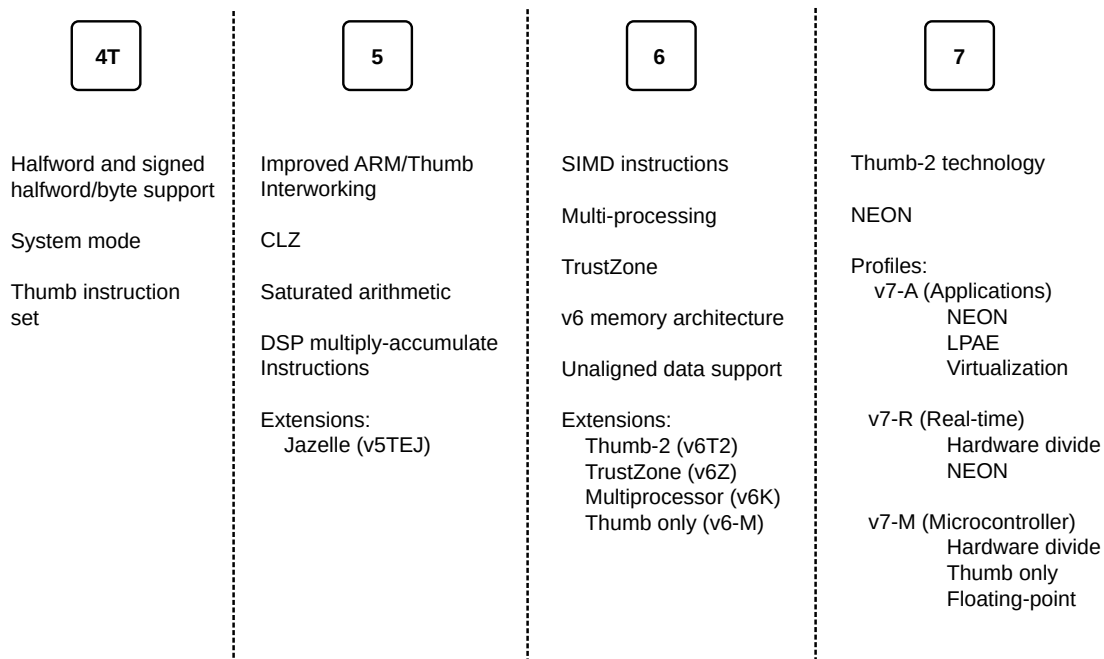 4T
Halfword and signed
halfword/byte support
System mode
Thumb instruction
set
5
Improved ARM/Thumb
Interworking
CLZ
Saturated arithmetic
DSP multiply-accumulate
Instructions
Extensions:
Jazelle (v5TEJ)
6
SIMD instructions
Multi-processing
TrustZone
v6 memory architecture
Unaligned data support
Extensions:
Thumb-2 (v6T2)
TrustZone (v6Z)
Multiprocessor (v6K)
Thumb only (v6-M)
7
Thumb-2 technology
NEON
Profiles:
v7-A (Applications)
NEON
LPAE
Virtualization
v7-R (Real-time)
Hardware divide
NEON
v7-M (Microcontroller)
Hardware divide
Thumb only
Floating-point